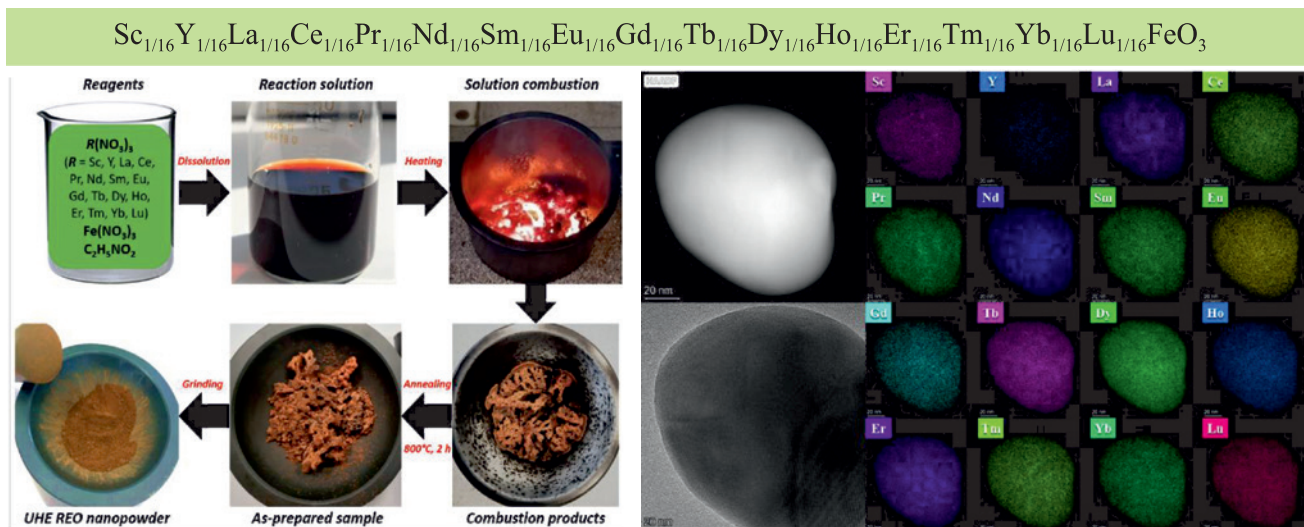 Sc1/16Y1/16La1/16Ce1/16Pr1/16Nd1/16Sm1/16Eu1/16Gd1/16Tb1/16Dy1/16Ho1/16Er1/16Tm1/16Yb1/16Lu1/16FeO3
Reagents
Reaction solution
Solution combustion
R(NO3)3
(R = Sc, Y, La, Ce,
Pr, Nd, Sm, Eu,
Gd, Tb, Dy, Ho,
Er, Tm, Yb, Lu)
Fe(NO3)3
C2H5NO2
Dissolution
Heating
Grinding
Annealing
800°C, 2 h
UHE REO nanopowder
As-prepared sample
Combustion products
HAADF
20 nm
20 nm
Sc
Y
La
Ce
Pr
Nd
Sm
Eu
Gd
Tb
Dy
Ho
Er
Tm
Yb
Lu